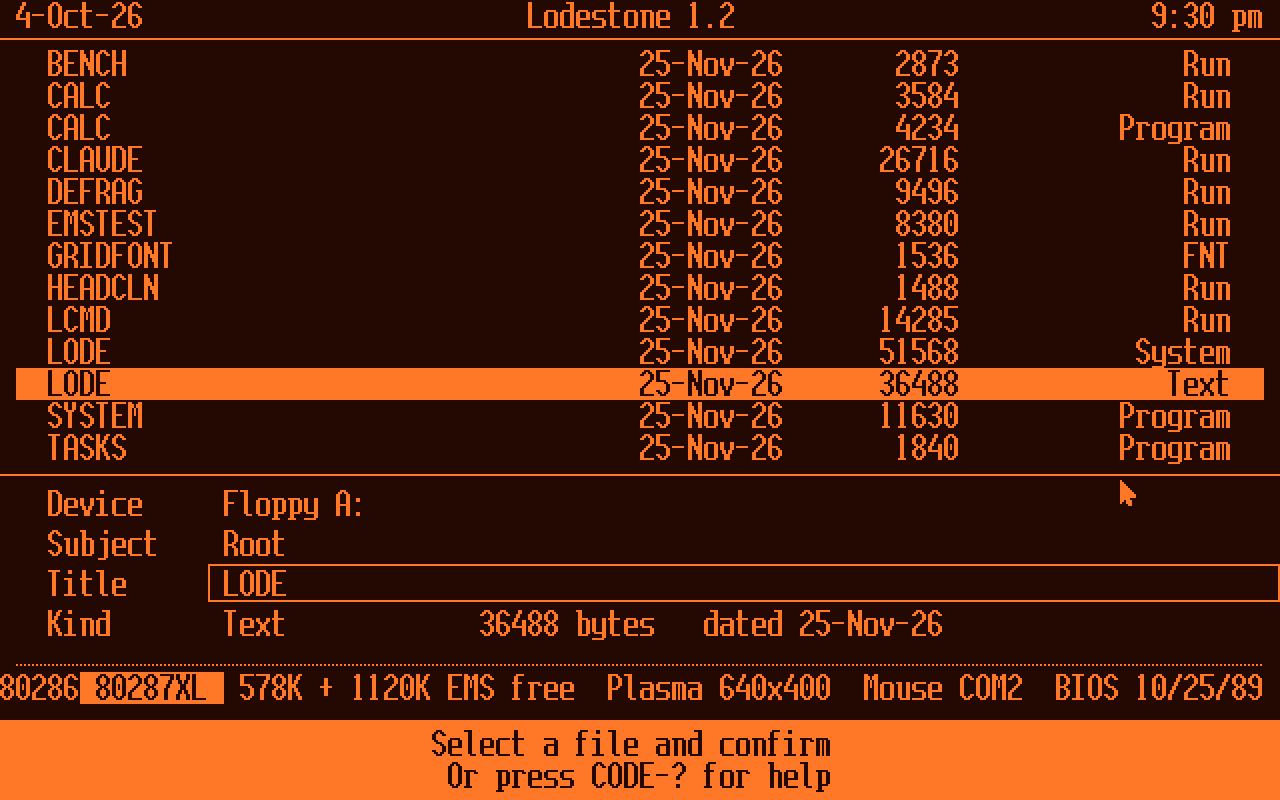 4-Oct-26 Lodestone 1.2 9:30 pm
BENCH 25-Nov-26 2873 Run
CALC 25-Nov-26 3584 Run
CALC 25-Nov-26 4234 Program
CLAUDE 25-Nov-26 26716 Run
DEFRAG 25-Nov-26 9496 Run
EMSTEST 25-Nov-26 8380 Run
GRIDFONT 25-Nov-26 1536 FNT
HEADCLN 25-Nov-26 1488 Run
LCMD 25-Nov-26 14285 Run
LODE 25-Nov-26 51568 System
LODE 25-Nov-26 36488 Text
SYSTEM 25-Nov-26 11630 Program
TASKS 25-Nov-26 1840 Program
Device Floppy A:
Subject Root
Title LODE
Kind Text 36488 bytes dated 25-Nov-26
80286 80287XL 578K + 1120K EMS free Plasma 640x400 Mouse COM2 BIOS 10/25/89
Select a file and confirm
Or press CODE-? for help